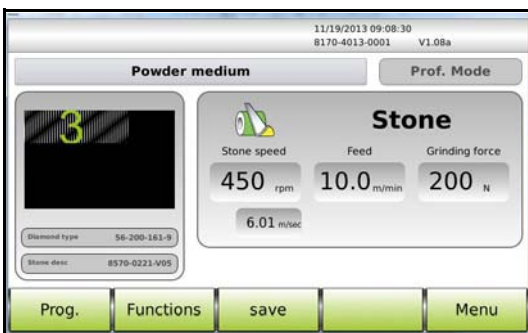 11/19/2013 09:08:30
8170-4013-0001 V1.08a
Powder medium
Prof. Mode
3
Stone
Stone speed Feed Grinding force
450 rpm 10.0 m/min 200 N
6.01 m/sec
Diamond type 56-200-161-9
Stone desc 8570-0221-V05
Prog. Functions save Menu